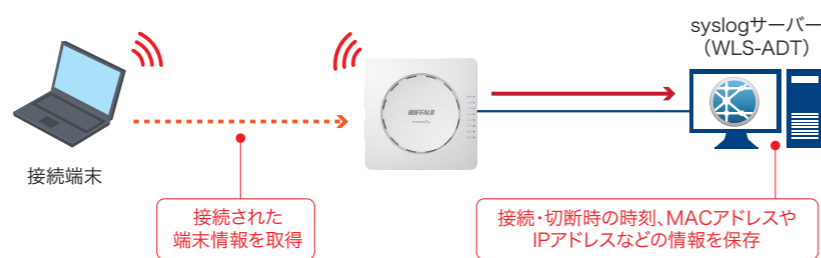 syslogサーバー
（WLS-ADT）
BUFFALO
接続端末
接続された
端末情報を取得
接続・切断時の時刻、MACアドレスや
IPアドレスなどの情報を保存